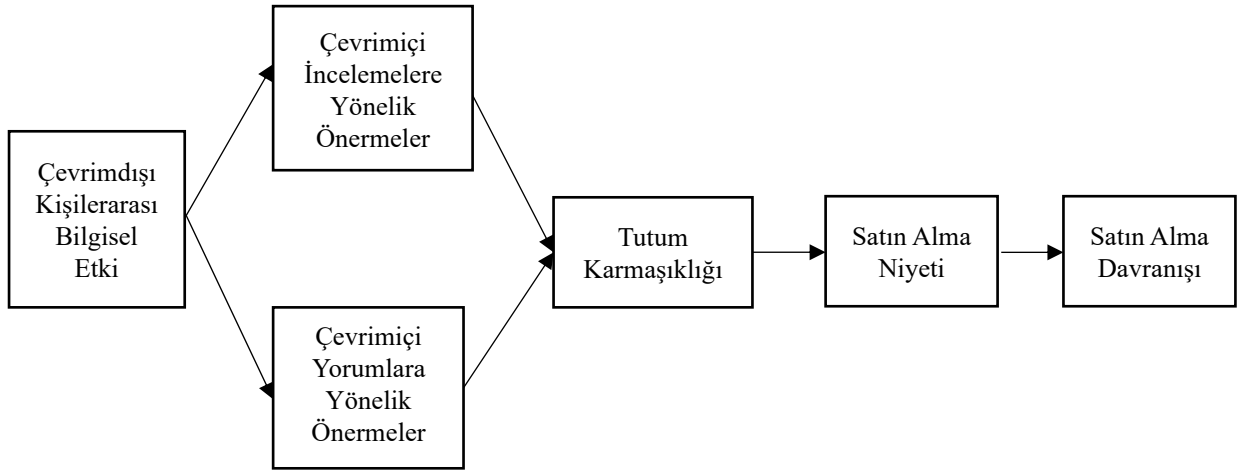 Çevrimdışı
Kişilerarası
Bilgisel
Etki
Çevrimiçi
İncelemelere
Yönelik
Önermeler
Çevrimiçi
Yorumlara
Yönelik
Önermeler
Tutum
Karmaşıklığı
Satın Alma
Niyeti
Satın Alma
Davranışı